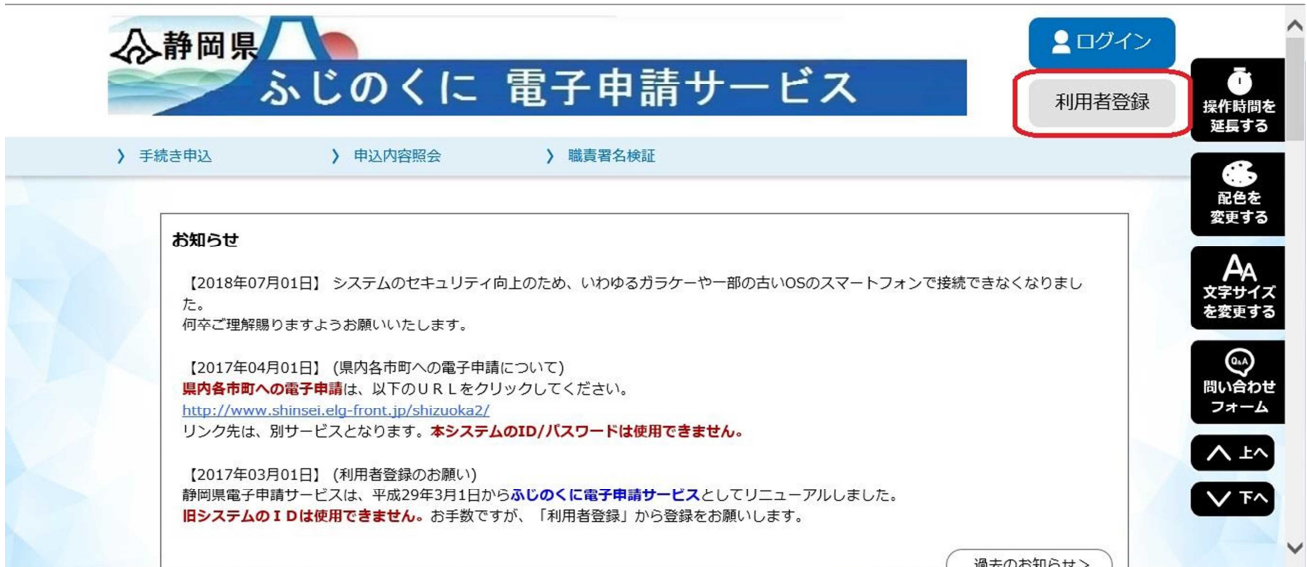 静岡県
ふじのくに 電子申請サービス
ログイン
利用者登録
操作時間を
延長する
配色を
変更する
文字サイズ
を変更する
Q&A
問い合わせ
フォーム
上へ
下へ
手続き申込
申込内容照会
職責署名検証
お知らせ
【2018年07月01日】 システムのセキュリティ向上のため、いわゆるガラケーや一部の古いOSのスマートフォンで接続できなくなりまし
た。
何卒ご理解賜りますようお願いいたします。
【2017年04月01日】 (県内各市町への電子申請について)
県内各市町への電子申請は、以下のＵＲＬをクリックしてください。
http://www.shinsei.elg-front.jp/shizuoka2/
リンク先は、別サービスとなります。本システムのID/パスワードは使用できません。
【2017年03月01日】 (利用者登録のお願い)
静岡県電子申請サービスは、平成29年3月1日からふじのくに電子申請サービスとしてリニューアルしました。
旧システムのＩＤは使用できません。お手数ですが、「利用者登録」から登録をお願いします。
過去のお知らせ＞